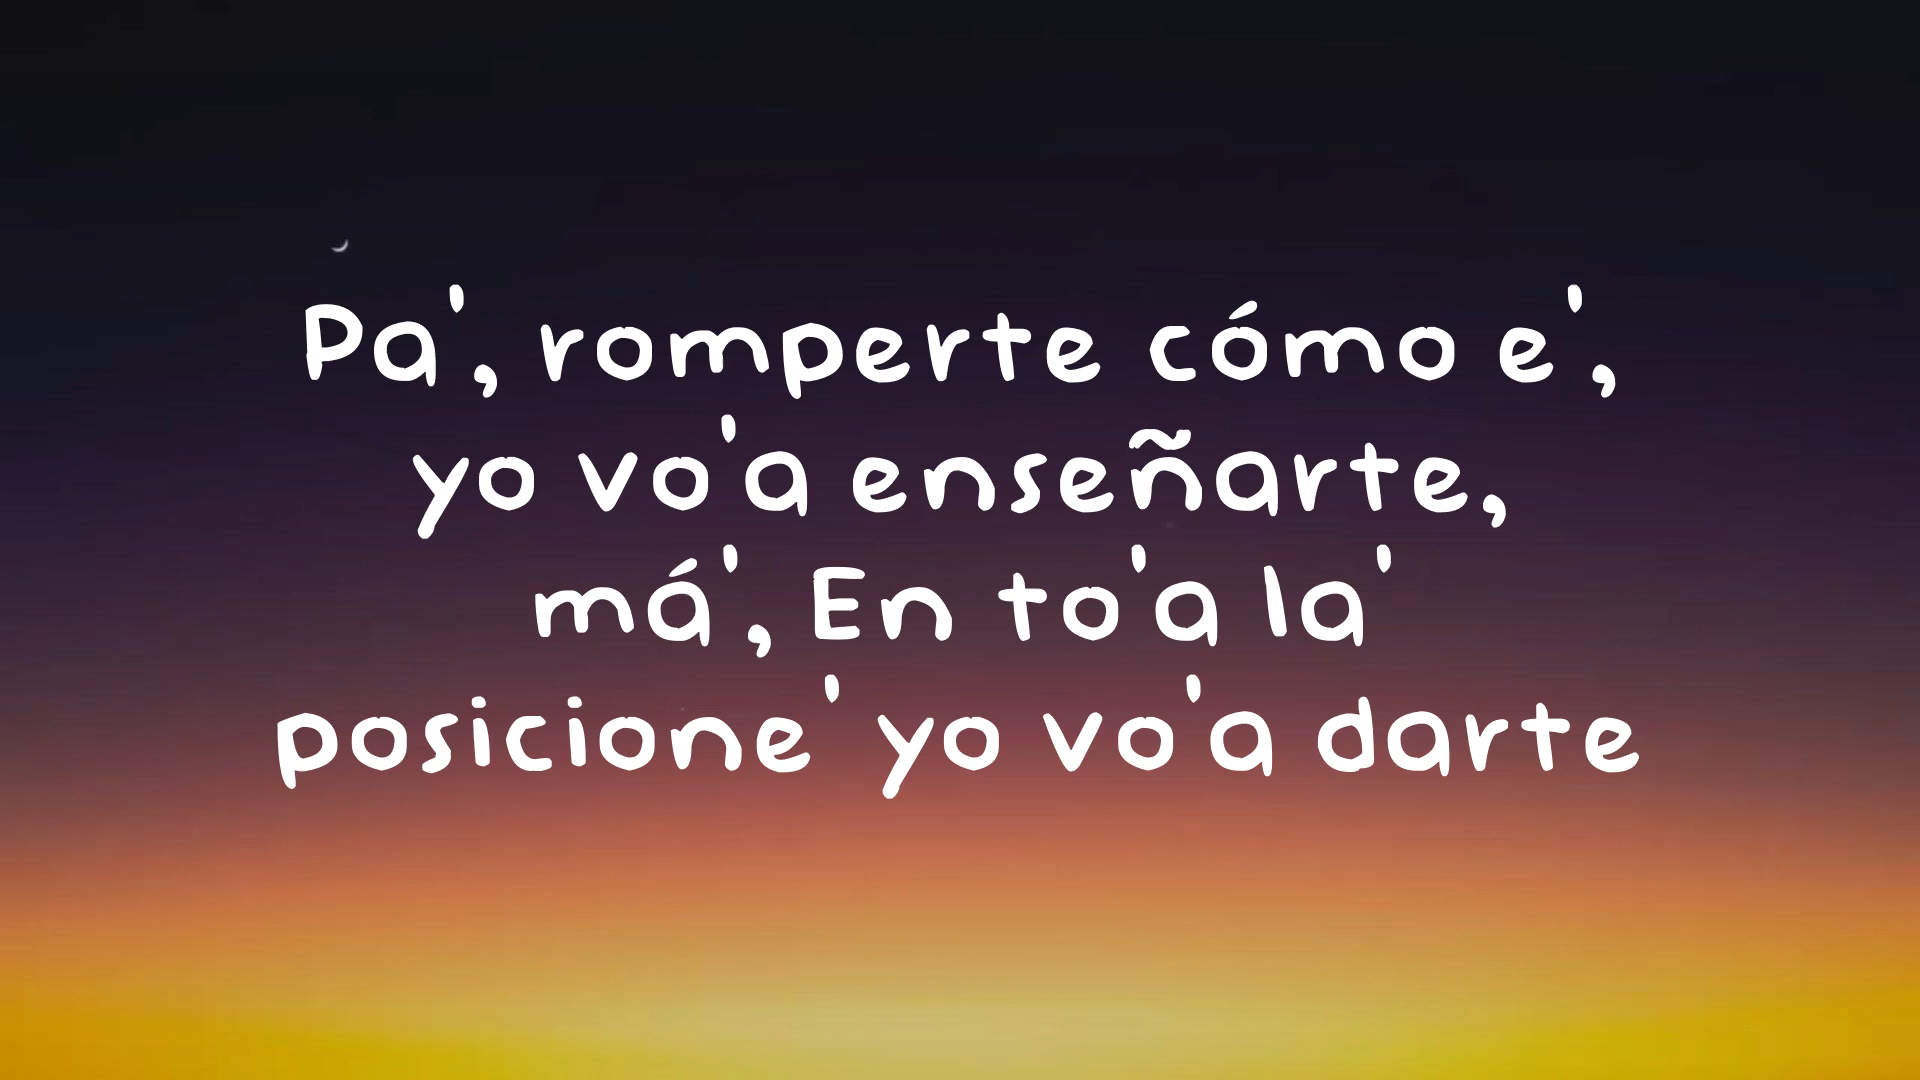 Pa', romperte cómo e',
yo vo'a enseñarte,
má', En to'a la'
posicione' yo vo'a darte